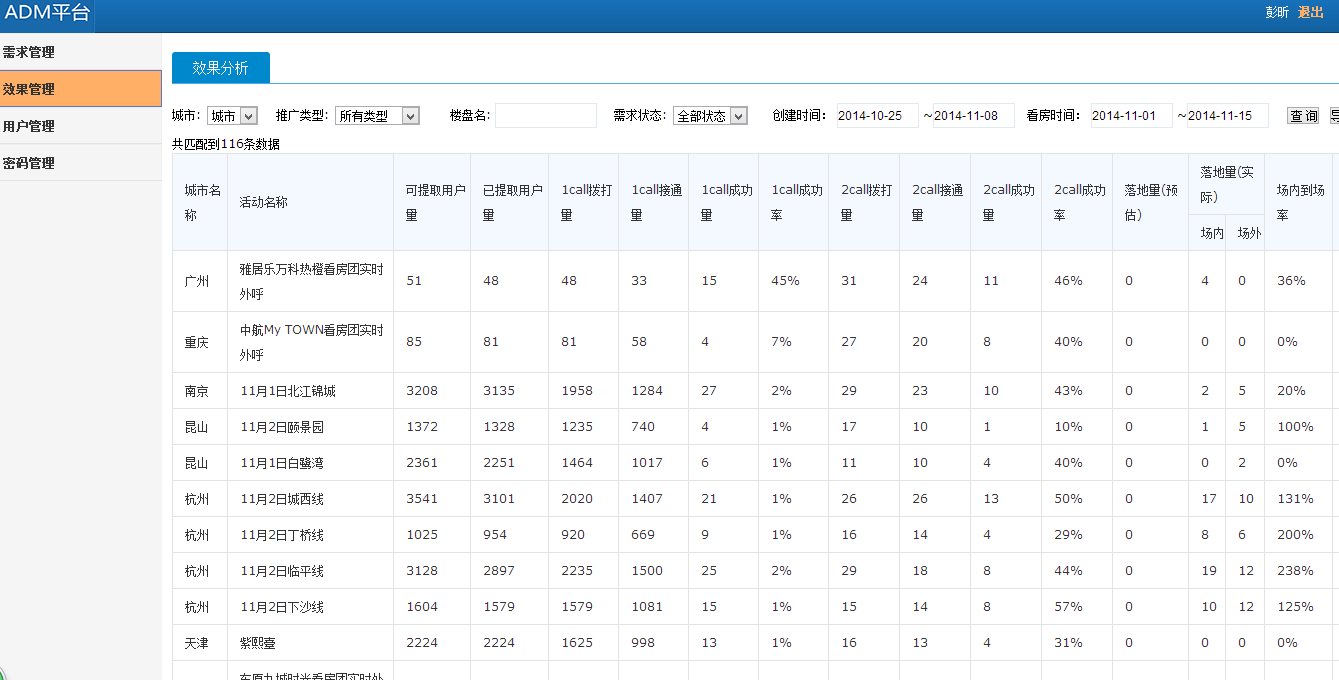 ADM平台
彭昕 退出
需求管理
效果管理
用户管理
密码管理
效果分析
城市: 城市 推广类型: 所有类型 楼盘名: 需求状态: 全部状态 创建时间: 2014-10-25 ~2014-11-08 看房时间: 2014-11-01 ~2014-11-15 查询
共匹配到116条数据
城市名称 活动名称 可提取用户量 已提取用户量 1call拨打量 1call接通量 1call成功量 1call成功率 2call拨打量 2call接通量 2call成功量 2call成功率 落地量(预估) 落地量(实际) 场内 场外 场内到场率
广州 雅居乐万科热橙看房团实时外呼 51 48 48 33 15 45% 31 24 11 46% 0 4 0 36%
重庆 中航My TOWN看房团实时外呼 85 81 81 58 4 7% 27 20 8 40% 0 0 0 0%
南京 11月1日北江锦城 3208 3135 1958 1284 27 2% 29 23 10 43% 0 2 5 20%
昆山 11月2日颐景园 1372 1328 1235 740 4 1% 17 10 1 10% 0 1 5 100%
昆山 11月1日白鹭湾 2361 2251 1464 1017 6 1% 11 10 4 40% 0 0 2 0%
杭州 11月2日城西线 3541 3101 2020 1407 21 1% 26 26 13 50% 0 17 10 131%
杭州 11月2日丁桥线 1025 954 920 669 9 1% 16 14 4 29% 0 8 6 200%
杭州 11月2日临平线 3128 2897 2235 1500 25 2% 29 18 8 44% 0 19 12 238%
杭州 11月2日下沙线 1604 1579 1579 1081 15 1% 15 14 8 57% 0 10 12 125%
天津 紫熙臺 2224 2224 1625 998 13 1% 16 13 4 31% 0 0 0 0%